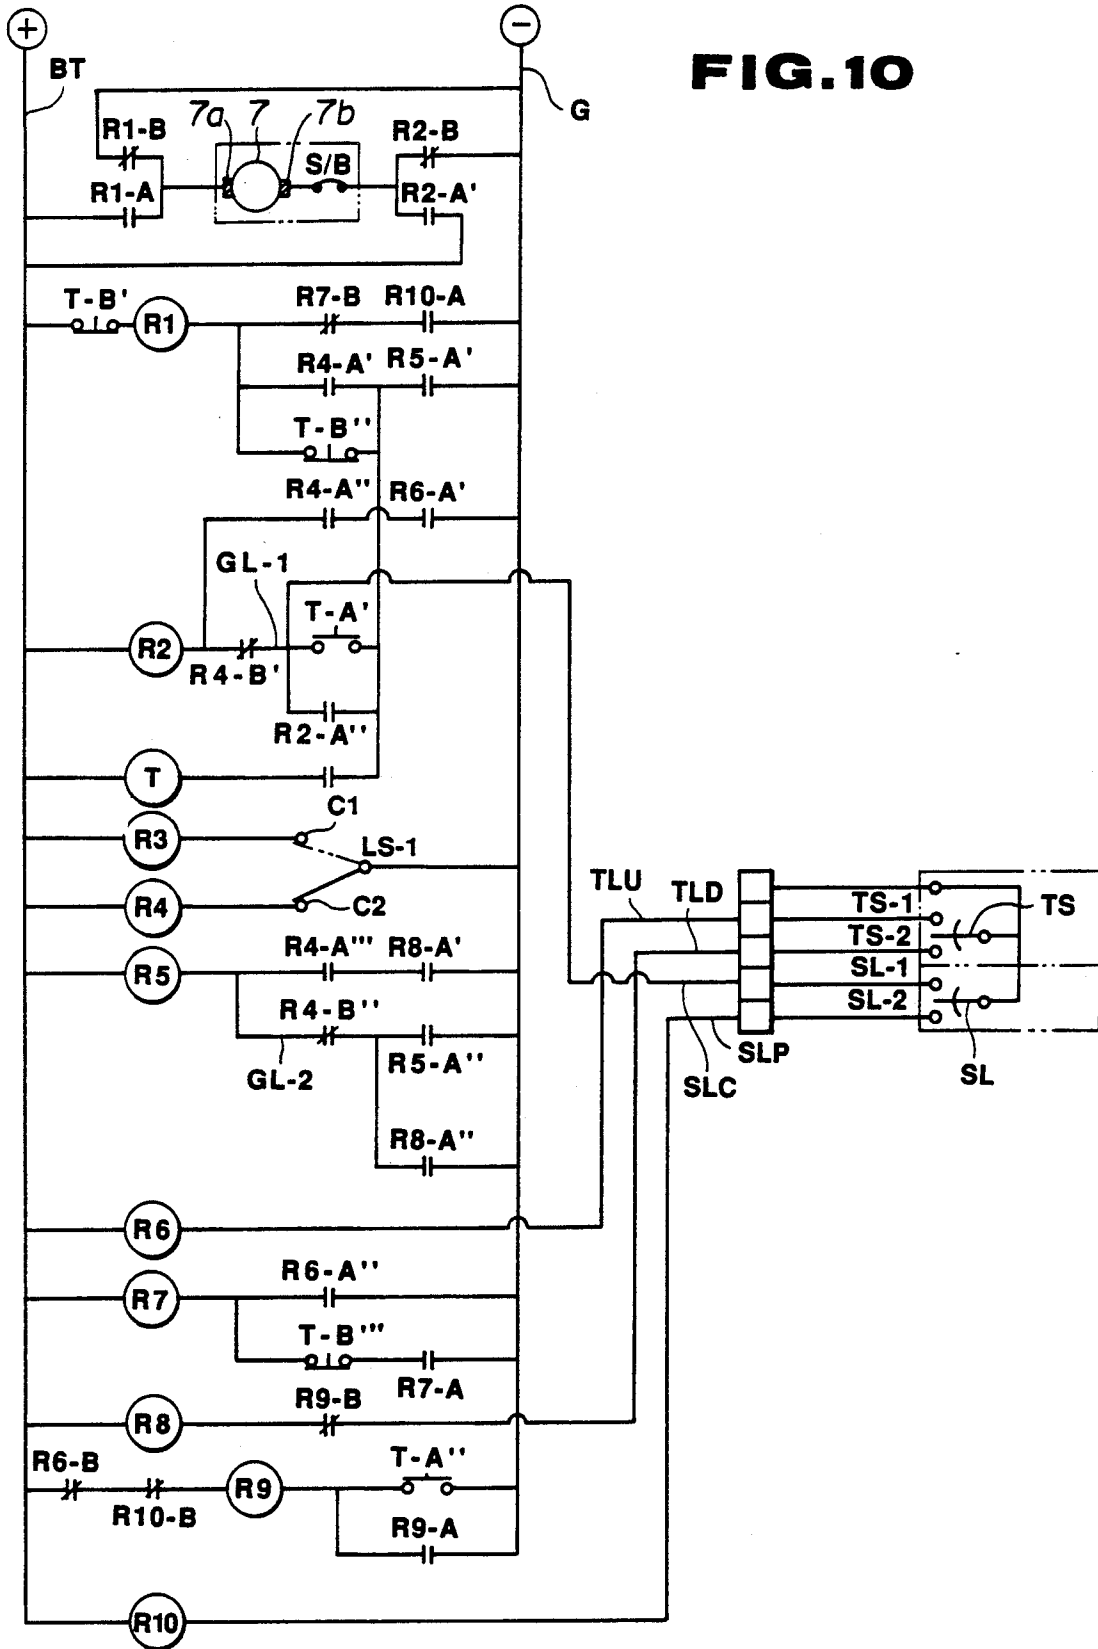 +
−
FIG.10
BT
G
7a
7
7b
R1-B
R2-B
S/B
R1-A
R2-A'
T-B'
R1
R7-B
R10-A
R4-A'
R5-A'
T-B''
R4-A''
R6-A'
GL-1
T-A'
R2
R4-B'
R2-A''
T
C1
R3
LS-1
R4
C2
TLU
TLD
TS-1
TS
TS-2
R5
R4-A'''
R8-A'
SL-1
R4-B''
SL-2
GL-2
R5-A''
SLP
SLC
SL
R8-A''
R6
R6-A''
R7
T-B'''
R7-A
R9-B
R8
R6-B
T-A''
R10-B
R9
R9-A
R10